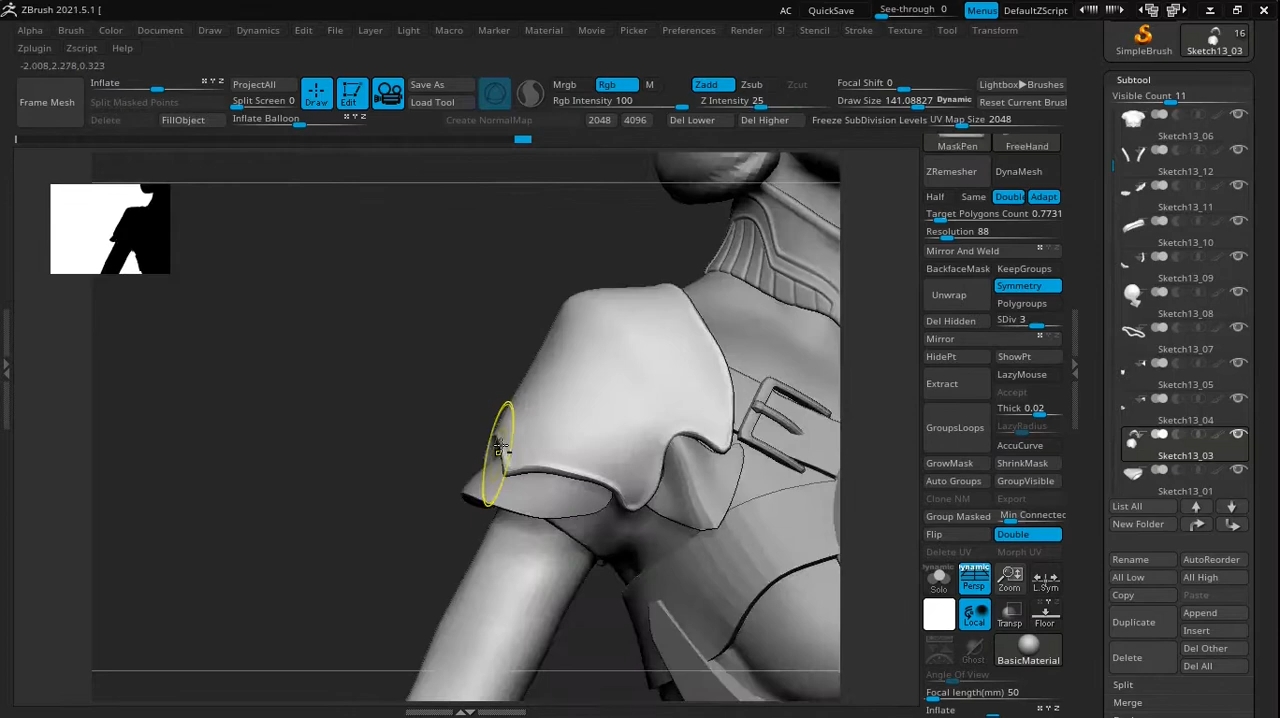 ZBrush 2021.5.1 [
AC QuickSave See-through 0 Menus DefaultZScript
Alpha Brush Color Document Draw Dynamics Edit File Layer Light Macro Marker Material Movie Picker Preferences Render S! Stencil Stroke Texture Tool Transform
Zplugin Zscript Help
-2.008,2.278,0.323
Frame Mesh
Inflate
Split Masked Points
Delete FillObject
ProjectAll
Split Screen 0
Inflate Balloon
Draw Edit
Save As
Load Tool
Create NormalMap
Mrgb Rgb M
Rgb Intensity 100
2048 4096
Zadd Zsub Zcut
Z Intensity 25
Del Lower Del Higher
Focal Shift 0
Draw Size 141.08827 Dynamic
Freeze SubDivision Levels
Lightbox▶Brushes
Reset Current Brush
UV Map Size 2048
MaskPen FreeHand
ZRemesher DynaMesh
Half Same Double Adapt
Target Polygons Count 0.7731
Resolution 88
Mirror And Weld
BackfaceMask KeepGroups
Unwrap Symmetry
Polygroups
Del Hidden SDiv 3
Mirror
HidePt ShowPt
Extract LazyMouse
Accept
Thick 0.02
GroupsLoops LazyRadius
AccuCurve
GrowMask ShrinkMask
Auto Groups GroupVisible
Clone NM Export
Group Masked Min Connected
Flip Double
Delete UV Morph UV
Dynamic
Solo
Dynamic
Persp
Zoom L.Sym
Local Transp Floor
Ghost BasicMaterial
Angle Of View
Focal length(mm) 50
Inflate
SimpleBrush
16
Sketch13_03
Subtool
Visible Count 11
Sketch13_06
Sketch13_12
Sketch13_11
Sketch13_10
Sketch13_09
Sketch13_08
Sketch13_07
Sketch13_05
Sketch13_04
Sketch13_03
Sketch13_01
List All
New Folder
Rename AutoReorder
All Low All High
Copy Paste
Duplicate Append
Insert
Delete Del Other
Del All
Split
Merge